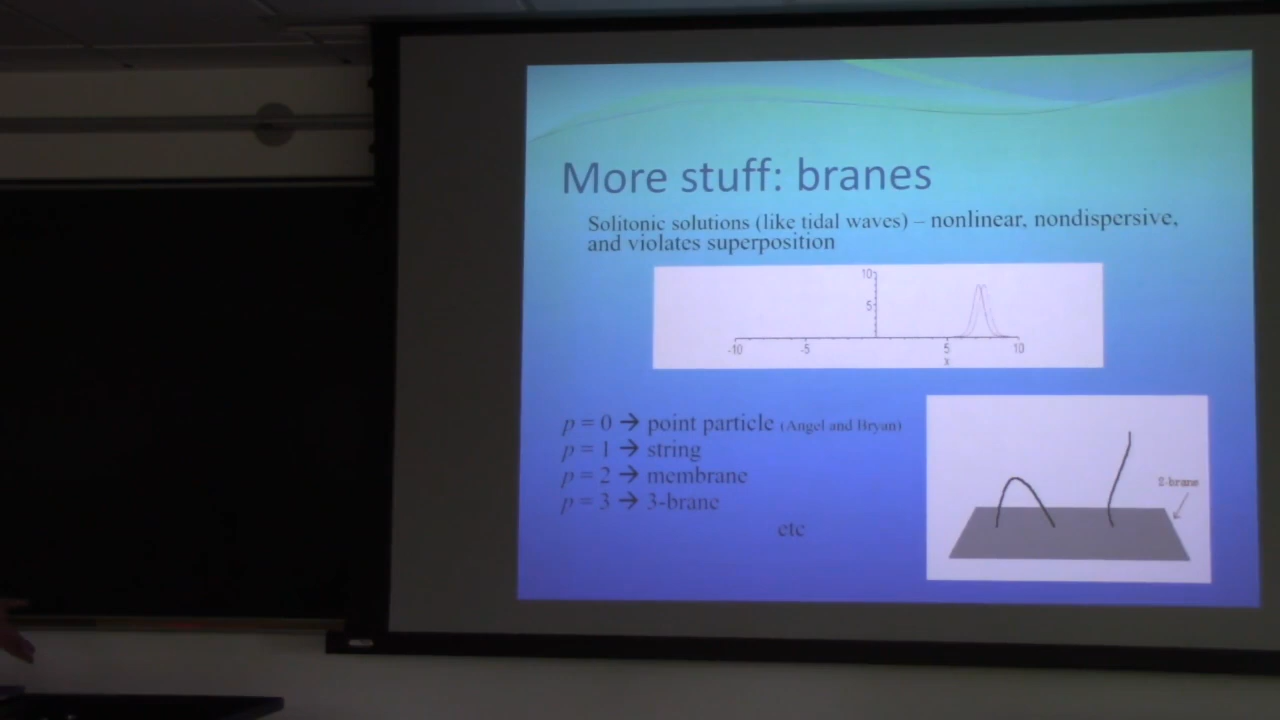 More stuff: branes
Solitonic solutions (like tidal waves) – nonlinear, nondispersive,
and violates superposition
10
5
-10 -5 5 10
x
p = 0 → point particle (Angel and Bryan)
p = 1 → string
p = 2 → membrane
p = 3 → 3-brane
etc
2-brane